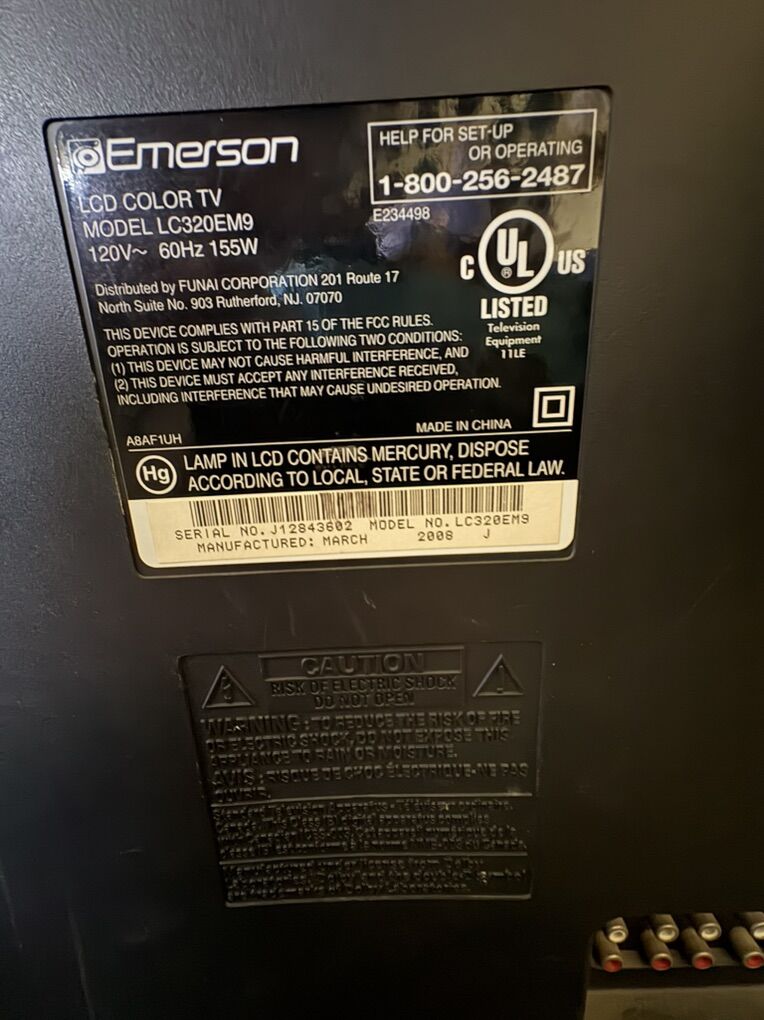 Emerson
HELP FOR SET-UP
OR OPERATING
1-800-256-2487
LCD COLOR TV
MODEL LC320EM9
120V~ 60Hz 155W
E234498
UL
®
C US
LISTED
Television
Equipment
11LE
Distributed by FUNAI CORPORATION 201 Route 17
North Suite No. 903 Rutherford, NJ. 07070
THIS DEVICE COMPLIES WITH PART 15 OF THE FCC RULES.
OPERATION IS SUBJECT TO THE FOLLOWING TWO CONDITIONS:
(1) THIS DEVICE MAY NOT CAUSE HARMFUL INTERFERENCE, AND
(2) THIS DEVICE MUST ACCEPT ANY INTERFERENCE RECEIVED,
INCLUDING INTERFERENCE THAT MAY CAUSE UNDESIRED OPERATION.
A8AF1UH
MADE IN CHINA
Hg
LAMP IN LCD CONTAINS MERCURY, DISPOSE
ACCORDING TO LOCAL, STATE OR FEDERAL LAW.
SERIAL NO. J12843602 MODEL NO. LC320EM9
MANUFACTURED: MARCH 2008 J
CAUTION
RISK OF ELECTRIC SHOCK
DO NOT OPEN
WARNING: TO REDUCE THE RISK OF FIRE
OR ELECTRIC SHOCK, DO NOT EXPOSE THIS
APPLIANCE TO RAIN OR MOISTURE.
AVIS: RISQUE DE CHOC ÉLECTRIQUE-NE PAS
OUVRIR.